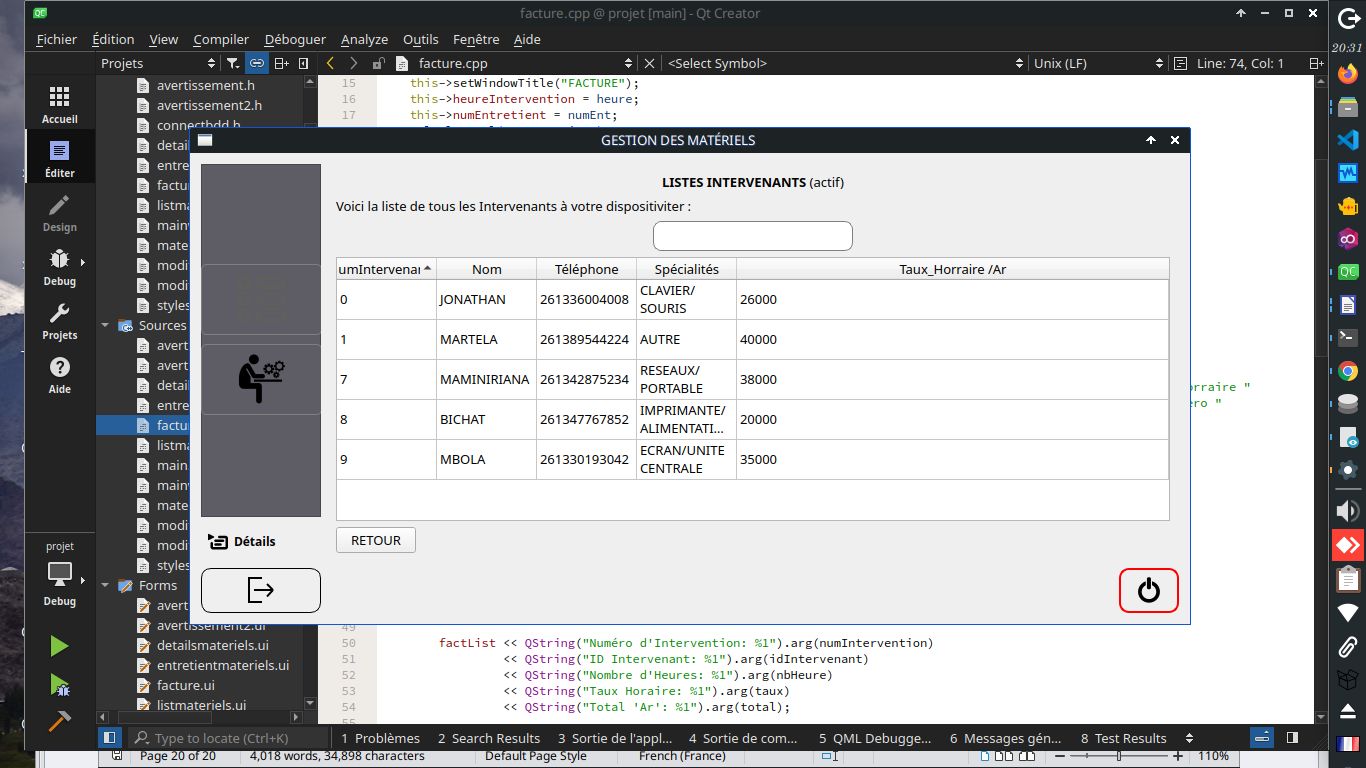 facture.cpp @ projet [main] - Qt Creator
Fichier Édition View Compiler Déboguer Analyze Outils Fenêtre Aide
20:31
Projets facture.cpp <Select Symbol> Unix (LF) Line: 74, Col: 1
Accueil
Éditer
Design
Debug
Projets
Aide
projet
Debug
avertissement.h
avertissement2.h
connectbdd.h
detai
entre
factu
listma
main
mate
modi
modi
styles
Sources
avert
avert
detai
entre
factu
listma
main.
main
mate
modi
modi
styles
Forms
avert
avertissement2.ui
detailsmateriels.ui
entretientmateriels.ui
facture.ui
listmateriels.ui
15 this->setWindowTitle("FACTURE");
16 this->heureIntervention = heure;
17 this->numEntretient = numEnt;
GESTION DES MATÉRIELS
LISTES INTERVENANTS (actif)
Voici la liste de tous les Intervenants à votre dispositiviter :
umIntervenar Nom Téléphone Spécialités Taux_Horraire /Ar
0 JONATHAN 261336004008 CLAVIER/ SOURIS 26000
1 MARTELA 261389544224 AUTRE 40000
7 MAMINIRIANA 261342875234 RESEAUX/ PORTABLE 38000
8 BICHAT 261347767852 IMPRIMANTE/ ALIMENTATI... 20000
9 MBOLA 261330193042 ECRAN/UNITE CENTRALE 35000
Détails
RETOUR
orraire "
ero "
49
50 factList << QString("Numéro d'Intervention: %1").arg(numIntervention)
51 << QString("ID Intervenant: %1").arg(idIntervenant)
52 << QString("Nombre d'Heures: %1").arg(nbHeure)
53 << QString("Taux Horaire: %1").arg(taux)
54 << QString("Total 'Ar': %1").arg(total);
55
Type to locate (Ctrl+K) 1 Problèmes 2 Search Results 3 Sortie de l'appl... 4 Sortie de com... 5 QML Debugge... 6 Messages gén... 8 Test Results
Page 20 of 20 4,018 words, 34,898 characters Default Page Style French (France) 110%